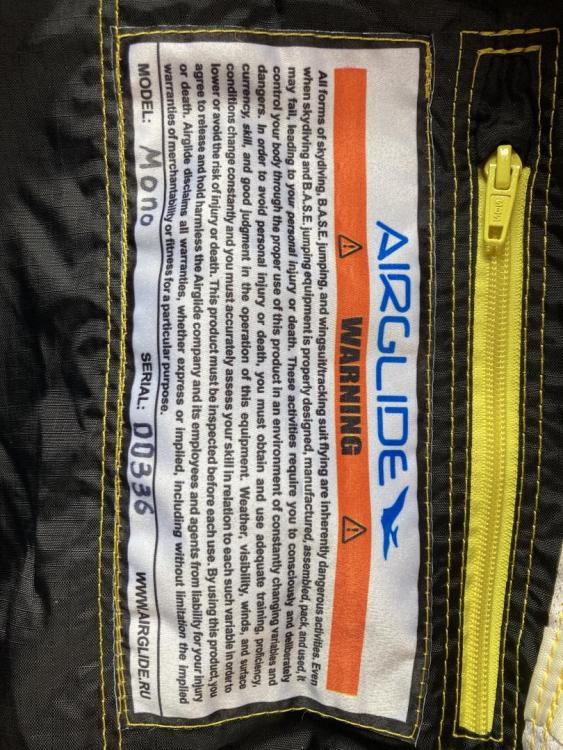 AIRGLIDE
WARNING
All forms of skydiving, B.A.S.E. jumping, and wingsuit/tracking suit flying are inherently dangerous activities. Even
when skydiving and B.A.S.E. jumping equipment is properly designed, manufactured, assembled, pack, and used, it
may fail, leading to your personal injury or death. These activities require you to consciously and deliberately
control your body through the proper use of this product in an environment of constantly changing variables and
dangers. In order to avoid personal injury or death, you must obtain and use adequate training, proficiency,
currency, skill, and good judgment in the operation of this equipment. Weather, visibility, winds, and surface
conditions change constantly and you must accurately assess your skill in relation to each such variable in order to
lower or avoid the risk of injury or death. This product must be inspected before each use. By using this product, you
agree to release and hold harmless the Airglide company and its employees and agents from liability for your injury
or death. Airglide disclaims all warranties, whether express or implied, including without limitation the implied
warranties of merchantability or fitness for a particular purpose.
MODEL: Mono SERIAL: 00336 WWW.AIRGLIDE.RU